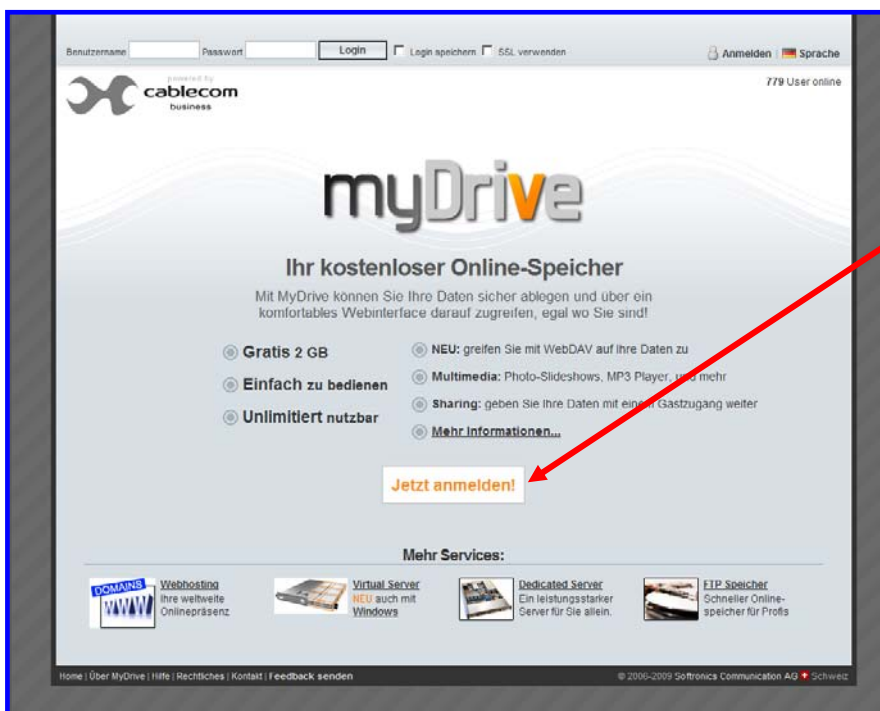 Benutzername Passwort Login Login speichern SSL verwenden Anmelden | Sprache
powered by
cablecom
business
779 User online
myDrive
Ihr kostenloser Online-Speicher
Mit MyDrive können Sie Ihre Daten sicher ablegen und über ein
komfortables Webinterface darauf zugreifen, egal wo Sie sind!
Gratis 2 GB
Einfach zu bedienen
Unlimitiert nutzbar
NEU: greifen Sie mit WebDAV auf Ihre Daten zu
Multimedia: Photo-Slideshows, MP3 Player, und mehr
Sharing: geben Sie Ihre Daten mit einem Gastzugang weiter
Mehr Informationen...
Jetzt anmelden!
Mehr Services:
DOMAINS
WWW
Webhosting
Ihre weltweite
Onlinepräsenz
Virtual Server
NEU auch mit
Windows
Dedicated Server
Ein leistungsstarker
Server für Sie allein.
FTP Speicher
Schneller Online-
speicher für Profis
Home | Über MyDrive | Hilfe | Rechtliches | Kontakt | Feedback senden
© 2006-2009 Softronics Communication AG Schweiz